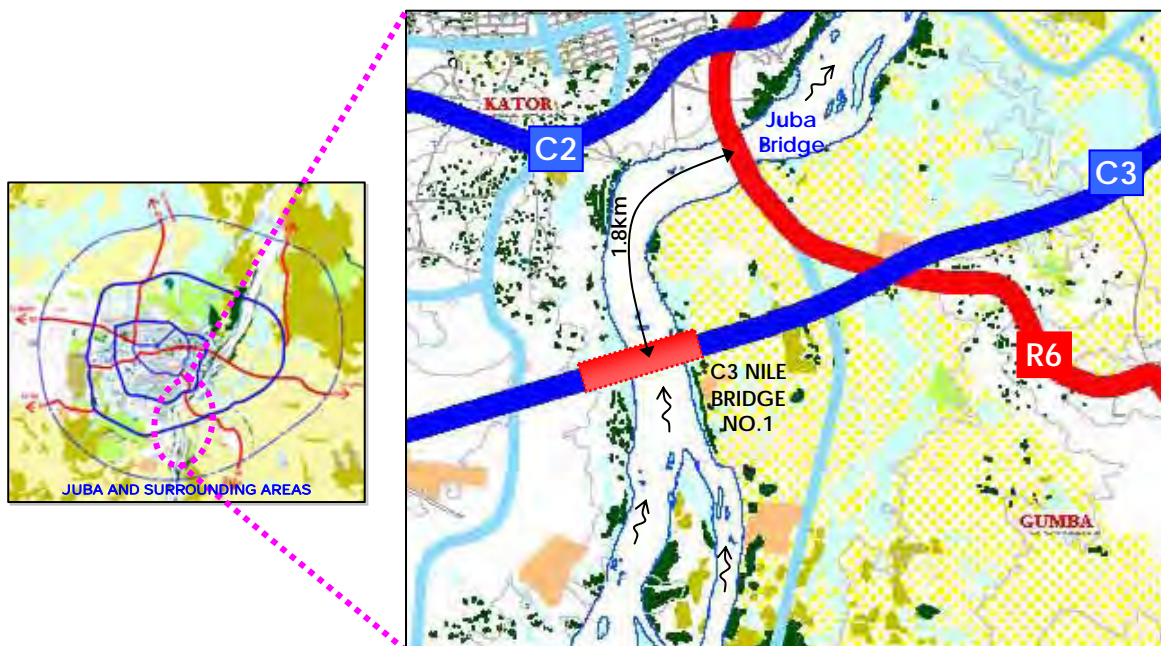 KATOR
C2
Juba
Bridge
C3
1.8km
R6
C3 NILE
BRIDGE
NO.1
GUMBA
JUBA AND SURROUNDING AREAS